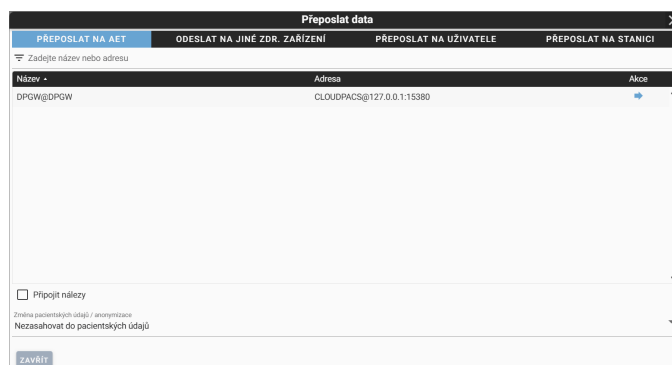 Přeposlat data
PŘEPOSLAT NA AET ODESLAT NA JINÉ ZDR. ZAŘÍZENÍ PŘEPOSLAT NA UŽIVATELE PŘEPOSLAT NA STANICI
Zadejte název nebo adresu
Název Adresa Akce
DPGW@DPGW CLOUDPACS@127.0.0.1:15380
Připojit nálezy
Změna pacientských údajů / anonymizace
Nezasahovat do pacientských údajů
ZAVŘÍT